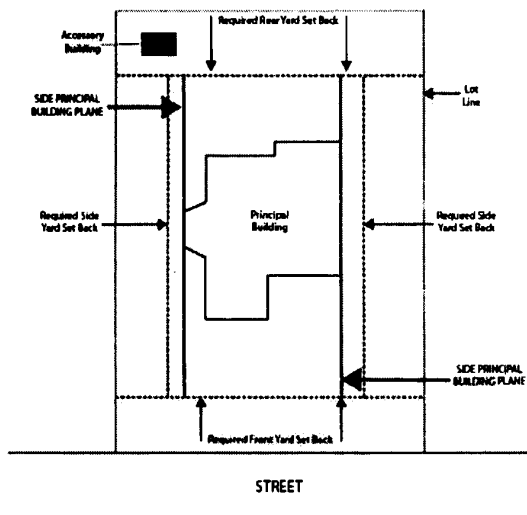 Required Rear Yard Set Back
Accessory
Building
SIDE PRINCIPAL
BUILDING PLANE
Lot
Line
Required Side
Yard Set Back
Principal
Building
Required Side
Yard Set Back
SIDE PRINCIPAL
BUILDING PLANE
Required Front Yard Set Back
STREET